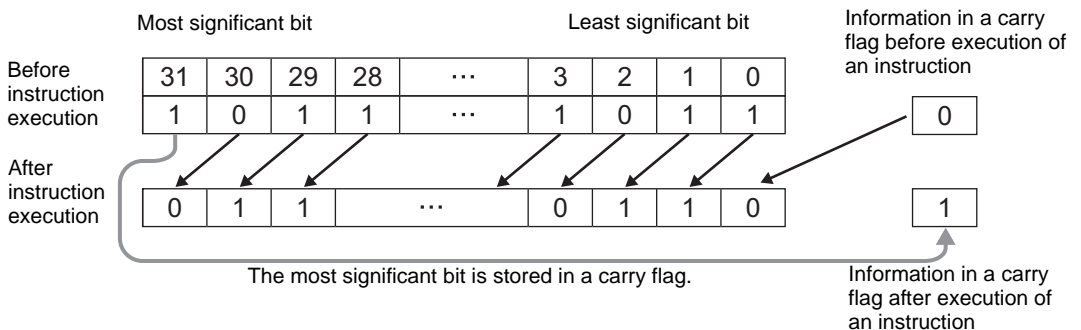 Most significant bit
Least significant bit
Information in a carry
flag before execution of
an instruction
Before
instruction
execution
31 30 29 28 ... 3 2 1 0
1 0 1 1 ... 1 0 1 1
0
After
instruction
execution
0 1 1 ... 0 1 1 0
1
The most significant bit is stored in a carry flag.
Information in a carry
flag after execution of
an instruction